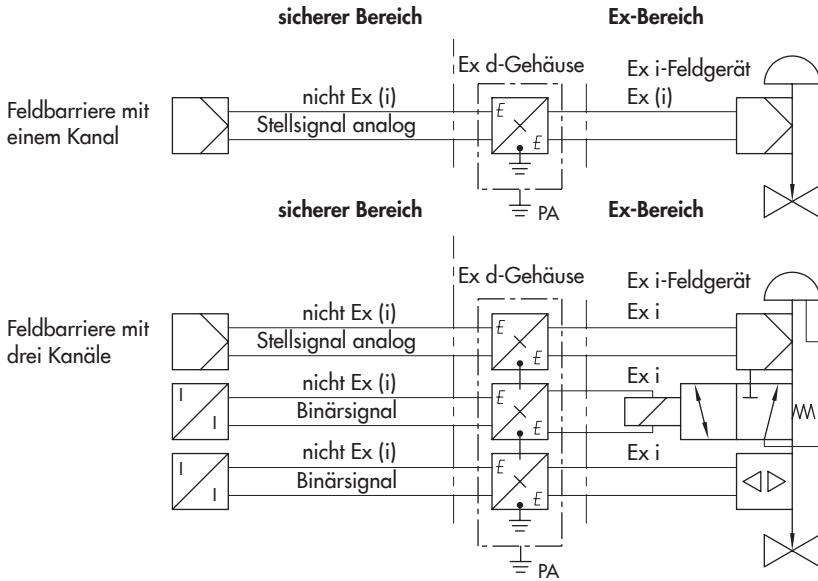 sicherer Bereich
Ex-Bereich
Ex d-Gehäuse
Ex i-Feldgerät
Feldbarriere mit
einem Kanal
nicht Ex (i)
Stellsignal analog
E
E
Ex (i)
PA
sicherer Bereich
Ex-Bereich
Ex d-Gehäuse
Ex i-Feldgerät
Feldbarriere mit
drei Kanäle
nicht Ex (i)
Stellsignal analog
E
E
Ex i
I
I
nicht Ex (i)
Binärsignal
E
E
Ex i
I
I
nicht Ex (i)
Binärsignal
E
E
Ex i
PA